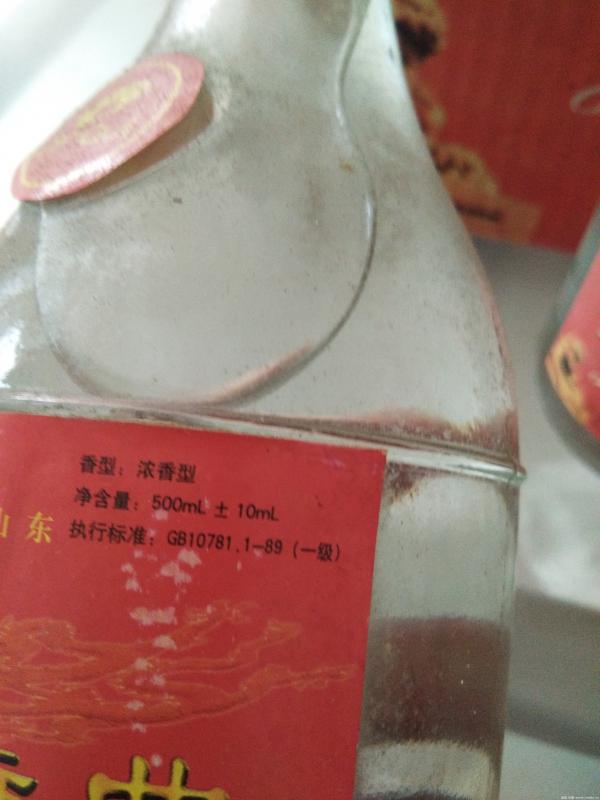 香型：浓香型
净含量：500mL ± 10mL
山东
执行标准：GB10781.1-89（一级）
曲